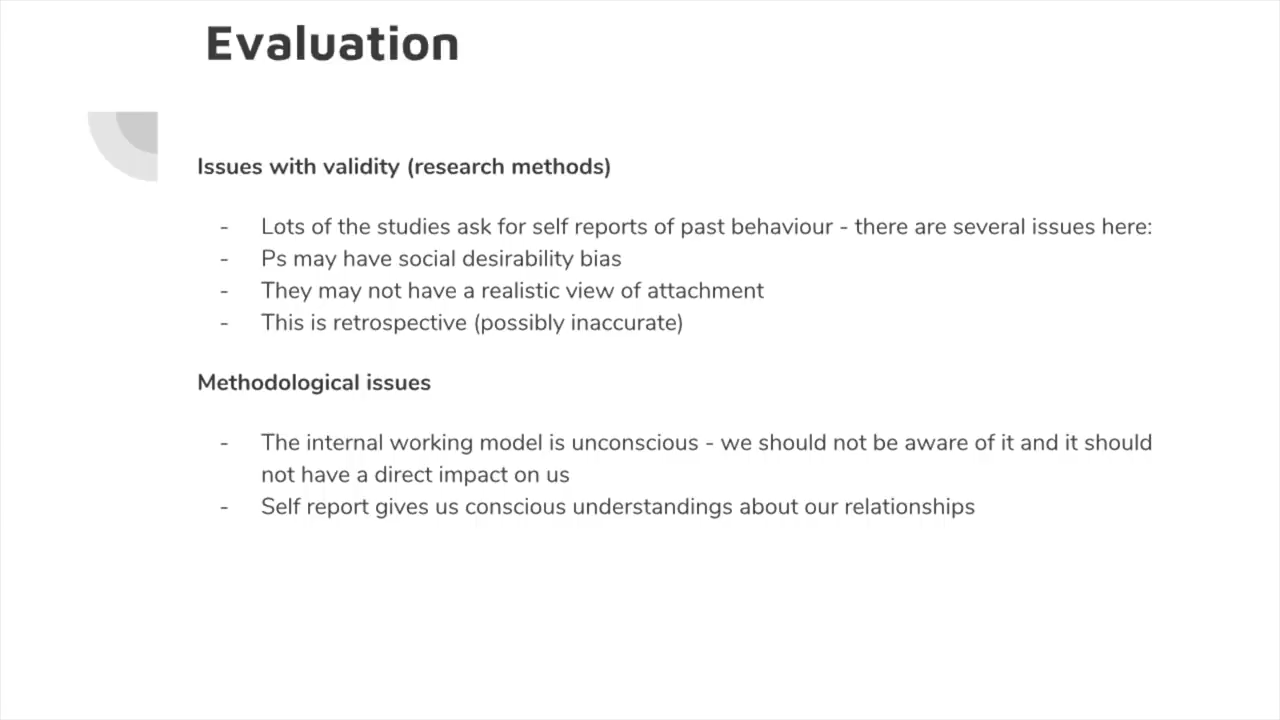 Evaluation
Issues with validity (research methods)
- Lots of the studies ask for self reports of past behaviour - there are several issues here:
- Ps may have social desirability bias
- They may not have a realistic view of attachment
- This is retrospective (possibly inaccurate)
Methodological issues
- The internal working model is unconscious - we should not be aware of it and it should
not have a direct impact on us
- Self report gives us conscious understandings about our relationships